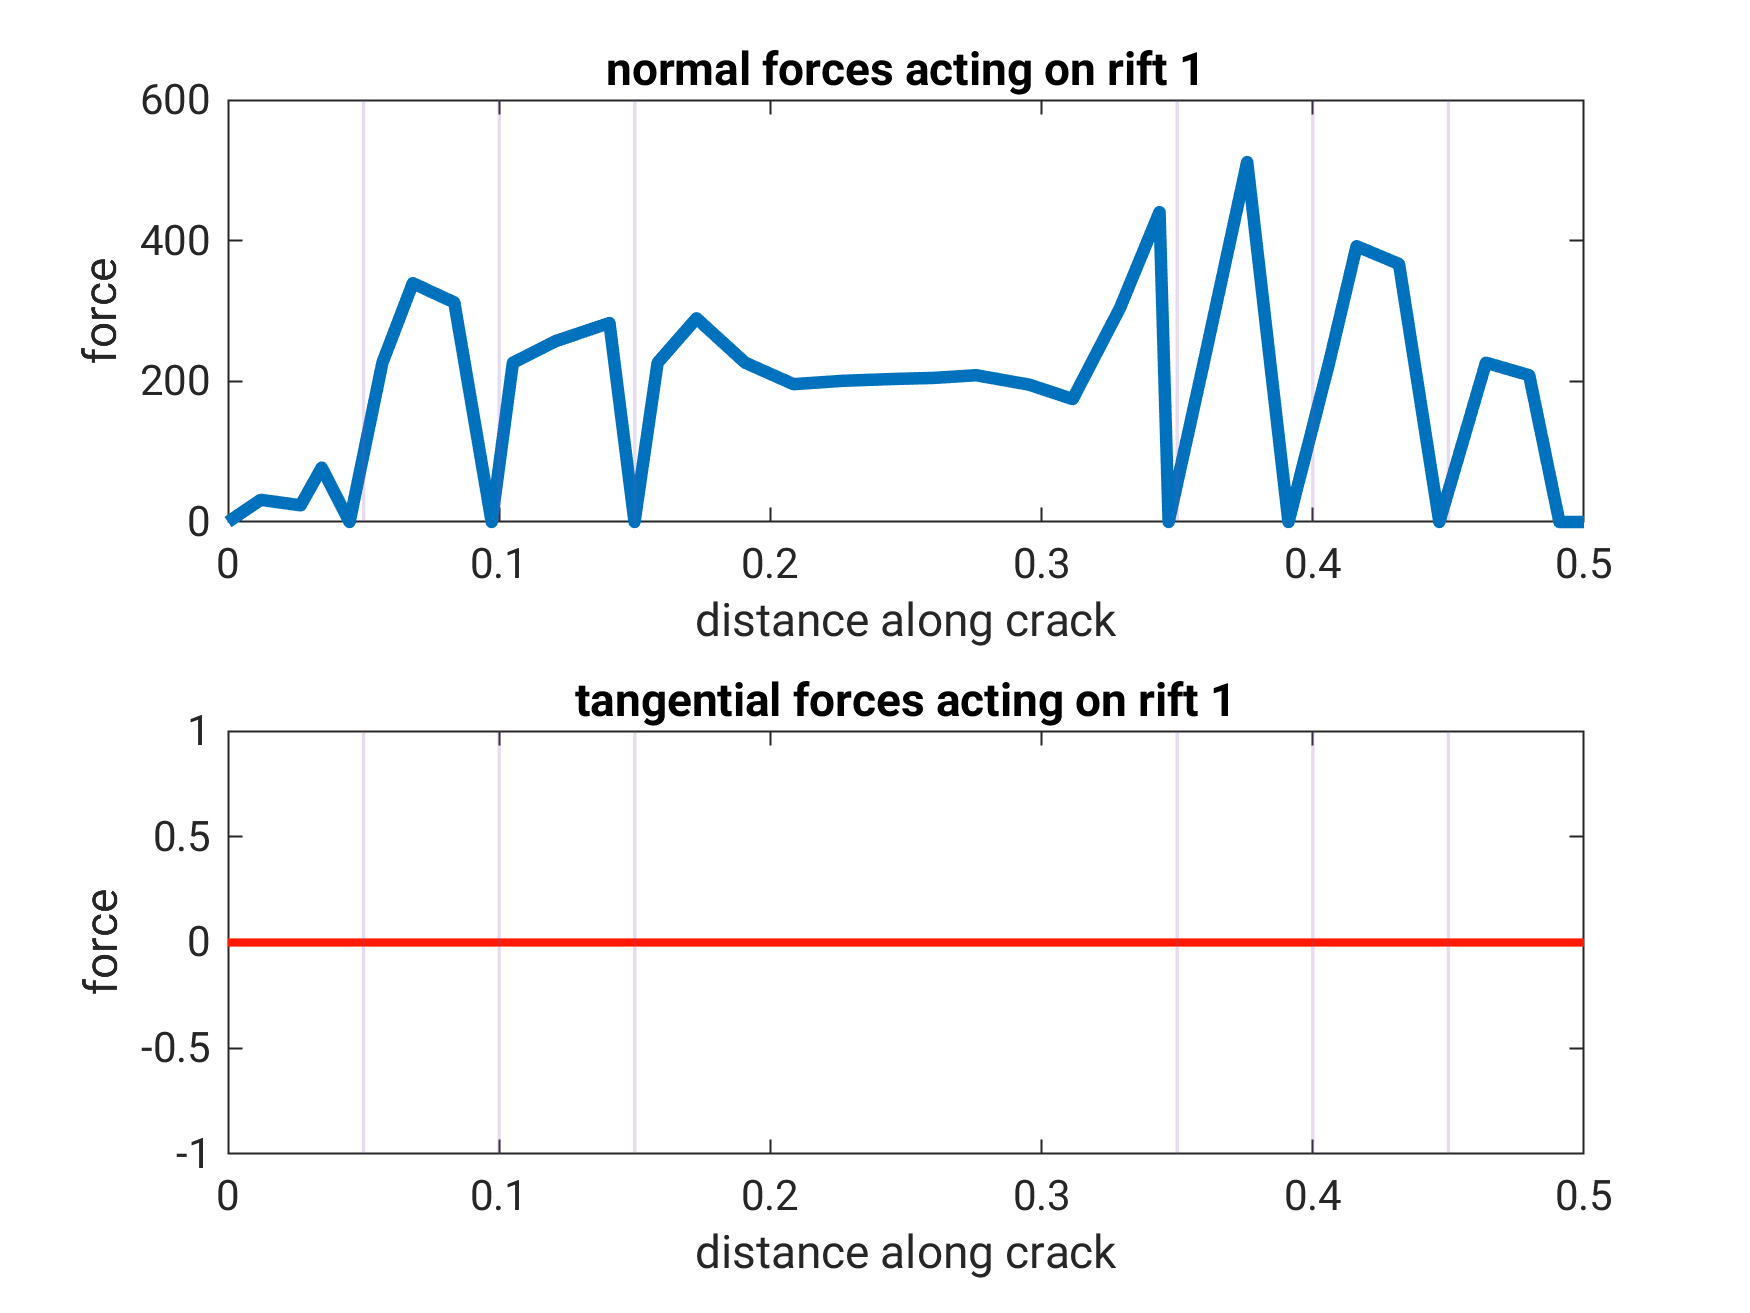 normal forces acting on rift 1
600
400
200
0
force
0 0.1 0.2 0.3 0.4 0.5
distance along crack
tangential forces acting on rift 1
1
0.5
0
-0.5
-1
force
0 0.1 0.2 0.3 0.4 0.5
distance along crack